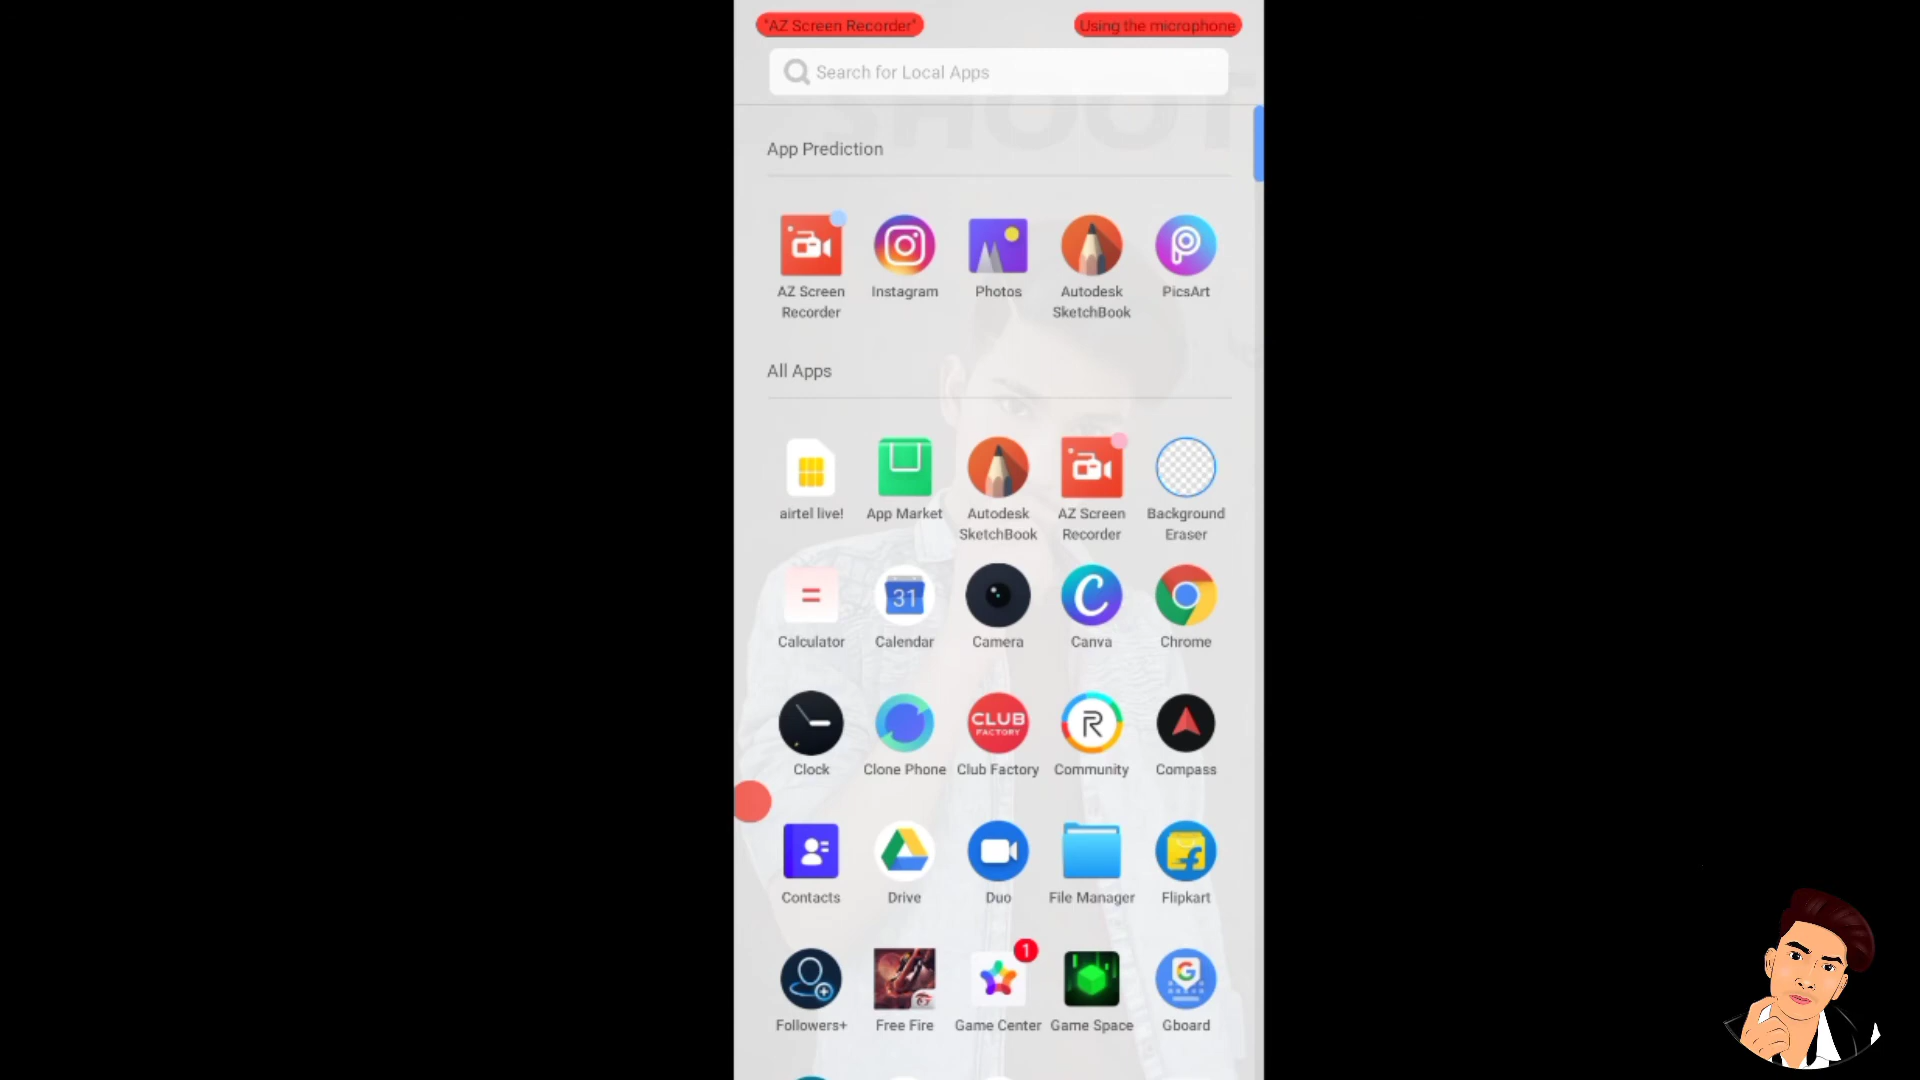 "AZ Screen Recorder"
Using the microphone
Search for Local Apps
SHOOT
App Prediction
AZ Screen Recorder
Instagram
Photos
Autodesk SketchBook
PicsArt
All Apps
airtel live!
App Market
Autodesk SketchBook
AZ Screen Recorder
Background Eraser
31
Calculator
Calendar
Camera
Canva
Chrome
CLUB FACTORY
Clock
Clone Phone
Club Factory
Community
Compass
Contacts
Drive
Duo
File Manager
Flipkart
1
Followers+
Free Fire
Game Center
Game Space
Gboard